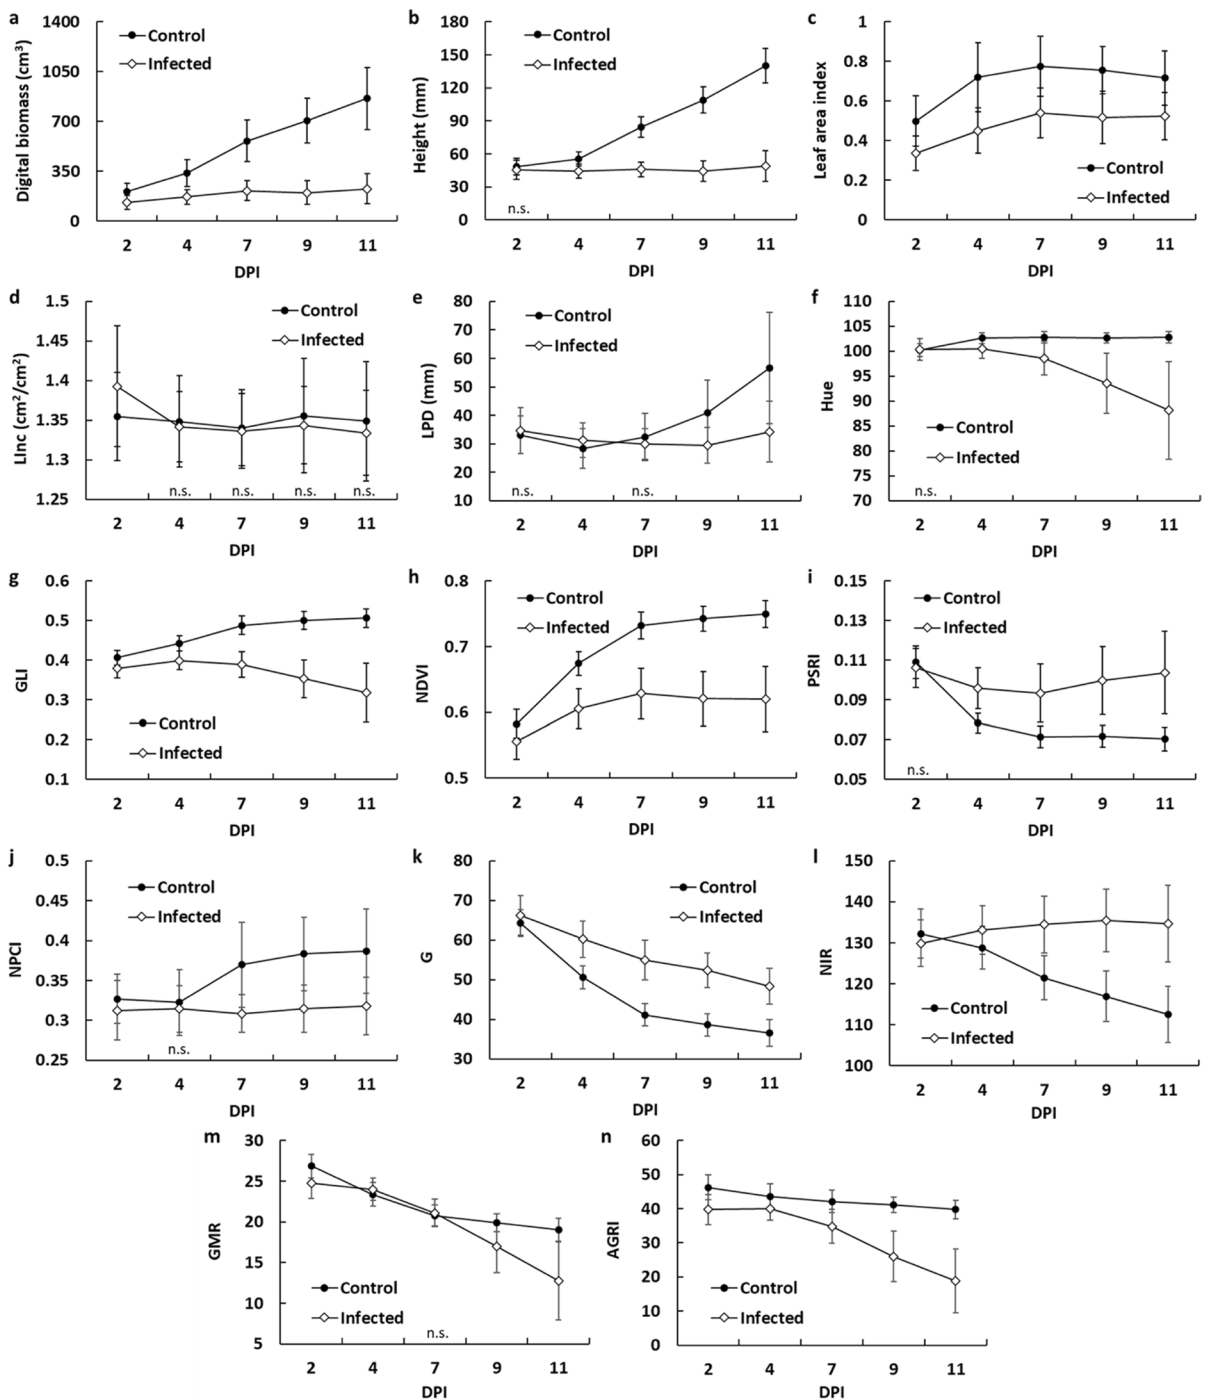 a
Digital biomass (cm³)
1400
1050
700
350
0
Control
Infected
2 4 7 9 11
DPI
b
Height (mm)
180
150
120
90
60
30
0
Control
Infected
n.s.
2 4 7 9 11
DPI
c
Leaf area index
1
0.8
0.6
0.4
0.2
0
Control
Infected
2 4 7 9 11
DPI
d
LInc (cm²/cm²)
1.5
1.45
1.4
1.35
1.3
1.25
Control
Infected
n.s. n.s. n.s. n.s.
2 4 7 9 11
DPI
e
LPD (mm)
80
70
60
50
40
30
20
10
Control
Infected
n.s. n.s.
2 4 7 9 11
DPI
f
Hue
110
105
100
95
90
85
80
75
70
Control
Infected
n.s.
2 4 7 9 11
DPI
g
GLI
0.6
0.5
0.4
0.3
0.2
0.1
Control
Infected
2 4 7 9 11
DPI
h
NDVI
0.8
0.7
0.6
0.5
Control
Infected
2 4 7 9 11
DPI
i
PSRI
0.15
0.13
0.11
0.09
0.07
0.05
Control
Infected
n.s.
2 4 7 9 11
DPI
j
NPCI
0.5
0.45
0.4
0.35
0.3
0.25
Control
Infected
n.s.
2 4 7 9 11
DPI
k
G
80
70
60
50
40
30
Control
Infected
2 4 7 9 11
DPI
l
NIR
150
140
130
120
110
100
Control
Infected
2 4 7 9 11
DPI
m
GMR
30
25
20
15
10
5
Control
Infected
n.s.
2 4 7 9 11
DPI
n
AGRI
60
50
40
30
20
10
0
Control
Infected
2 4 7 9 11
DPI